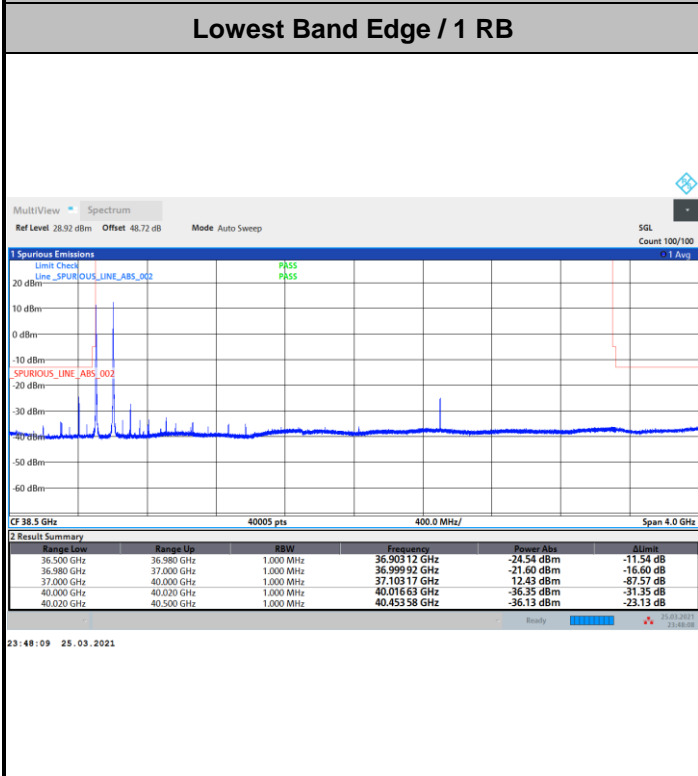 Lowest Band Edge / 1 RB
MultiView Spectrum
Ref Level 28.92 dBm Offset 48.72 dB Mode Auto Sweep SGL
Count 100/100
1 Spurious Emissions 1 Avg
Limit Check PASS
Line _SPURIOUS_LINE_ABS_002 PASS
20 dBm
10 dBm
0 dBm
-10 dBm
_SPURIOUS_LINE_ABS_002
-20 dBm
-30 dBm
-40 dBm
-50 dBm
-60 dBm
CF 38.5 GHz 40005 pts 400.0 MHz/ Span 4.0 GHz
2 Result Summary
Range Low Range Up RBW Frequency Power Abs ΔLimit
36.500 GHz 36.980 GHz 1.000 MHz 36.903 12 GHz -24.54 dBm -11.54 dB
36.980 GHz 37.000 GHz 1.000 MHz 36.999 92 GHz -21.60 dBm -16.60 dB
37.000 GHz 40.000 GHz 1.000 MHz 37.103 17 GHz 12.43 dBm -87.57 dB
40.000 GHz 40.020 GHz 1.000 MHz 40.016 63 GHz -36.35 dBm -31.35 dB
40.020 GHz 40.500 GHz 1.000 MHz 40.453 58 GHz -36.13 dBm -23.13 dB
Ready 25.03.2021
23:48:08
23:48:09 25.03.2021